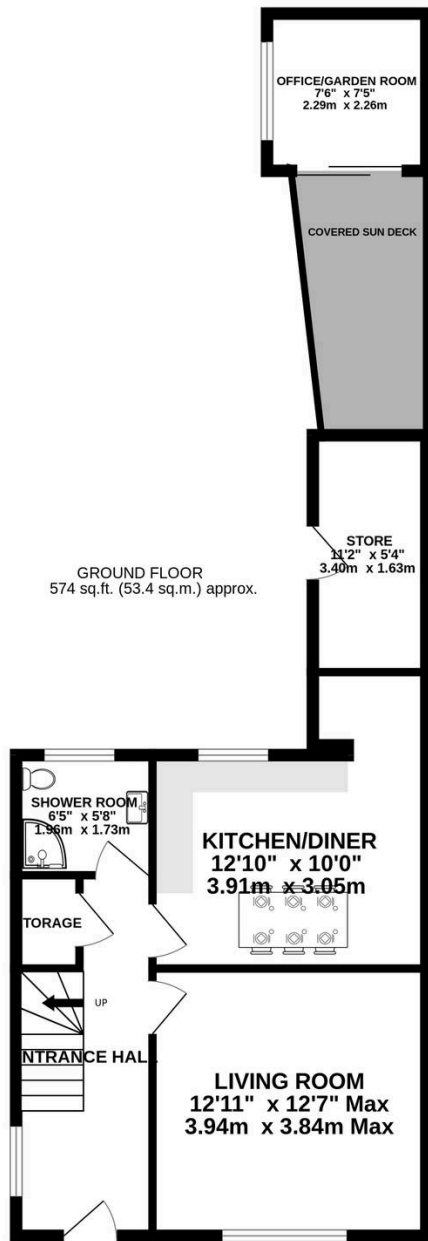 OFFICE/GARDEN ROOM
7'6" x 7'5"
2.29m x 2.26m
COVERED SUN DECK
STORE
11'2" x 5'4"
3.40m x 1.63m
GROUND FLOOR
574 sq.ft. (53.4 sq.m.) approx.
SHOWER ROOM
6'5" x 5'8"
1.96m x 1.73m
KITCHEN/DINER
12'10" x 10'0"
3.91m x 3.05m
TORAGE
UP
NTRANCE HALL
LIVING ROOM
12'11" x 12'7" Max
3.94m x 3.84m Max